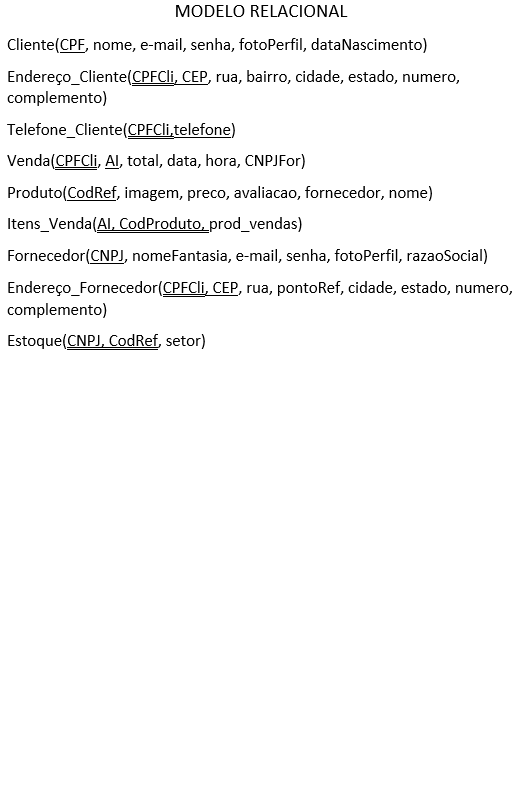 MODELO RELACIONAL
Cliente(CPF, nome, e-mail, senha, fotoPerfil, dataNascimento)
Endereço_Cliente(CPFCli, CEP, rua, bairro, cidade, estado, numero,
complemento)
Telefone_Cliente(CPFCli,telefone)
Venda(CPFCli, AI, total, data, hora, CNPJFor)
Produto(CodRef, imagem, preco, avaliacao, fornecedor, nome)
Itens_Venda(AI, CodProduto, prod_vendas)
Fornecedor(CNPJ, nomeFantasia, e-mail, senha, fotoPerfil, razaoSocial)
Endereço_Fornecedor(CPFCli, CEP, rua, pontoRef, cidade, estado, numero,
complemento)
Estoque(CNPJ, CodRef, setor)